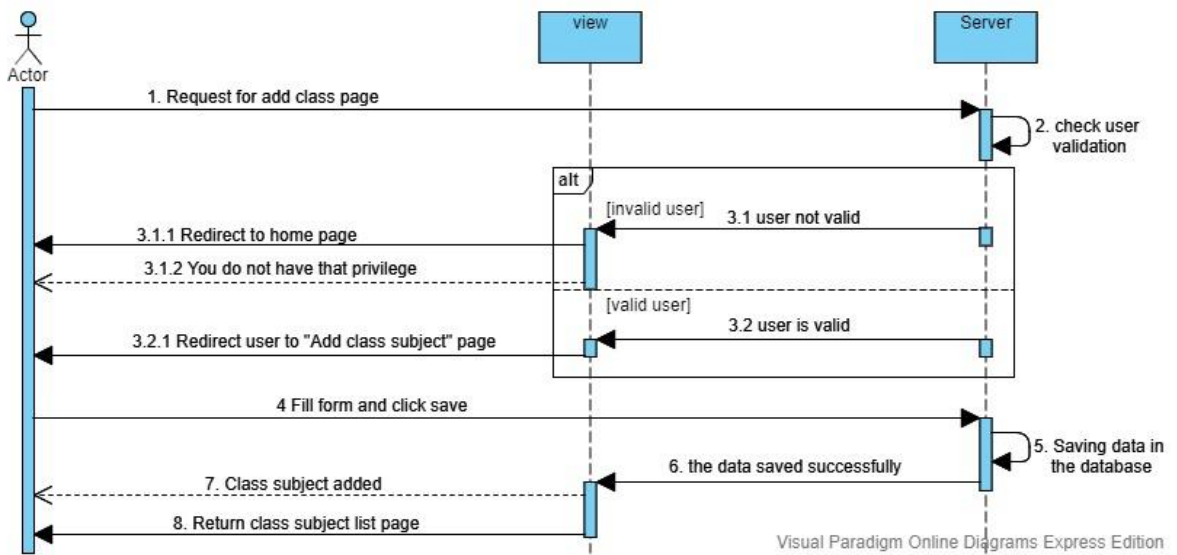 view
Server
Actor
1. Request for add class page
2. check user
validation
alt
[invalid user]
3.1 user not valid
3.1.1 Redirect to home page
3.1.2 You do not have that privilege
[valid user]
3.2 user is valid
3.2.1 Redirect user to "Add class subject" page
4 Fill form and click save
5. Saving data in
the database
6. the data saved successfully
7. Class subject added
8. Return class subject list page
Visual Paradigm Online Diagrams Express Edition